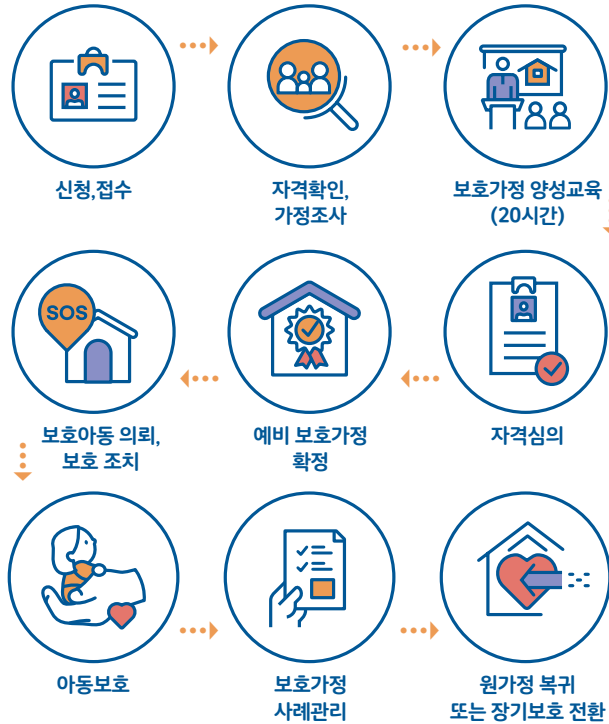 신청,접수
자격확인,
가정조사
보호가정 양성교육
(20시간)
자격심의
예비 보호가정
확정
SOS
보호아동 의뢰,
보호 조치
아동보호
보호가정
사례관리
원가정 복귀
또는 장기보호 전환